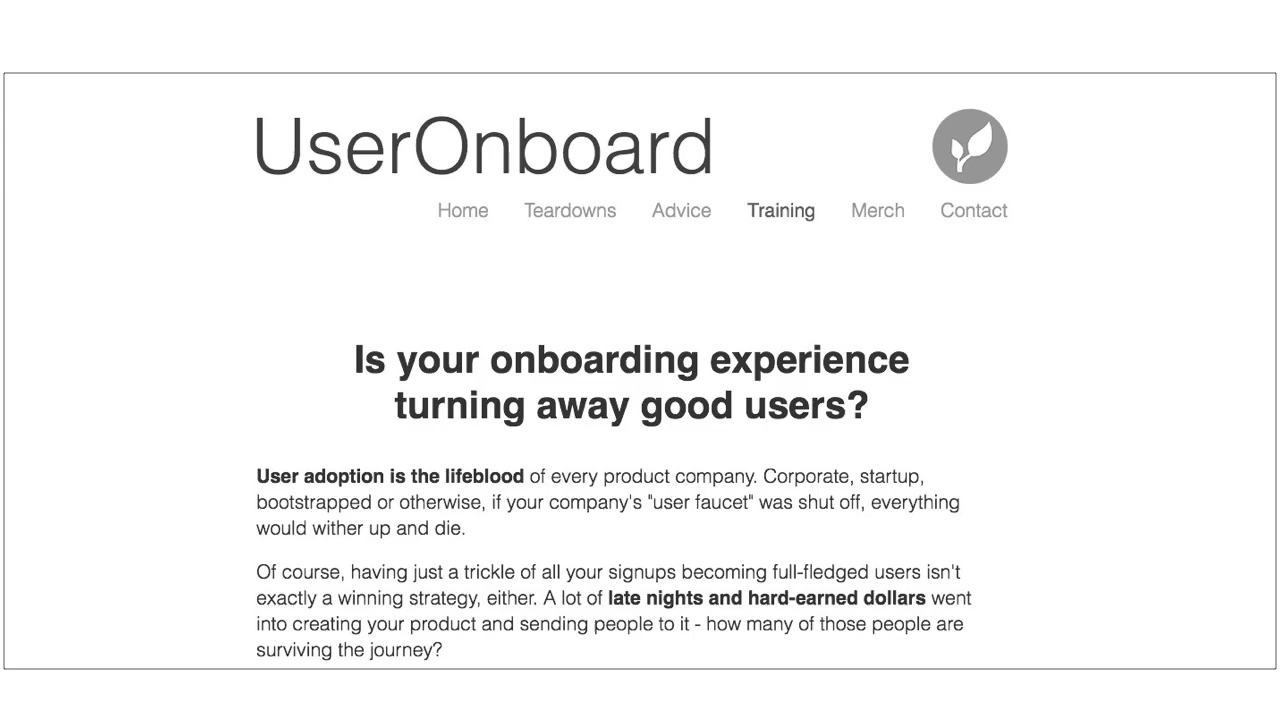 UserOnboard
Home Teardowns Advice Training Merch Contact
Is your onboarding experience
turning away good users?
User adoption is the lifeblood of every product company. Corporate, startup,
bootstrapped or otherwise, if your company's "user faucet" was shut off, everything
would wither up and die.
Of course, having just a trickle of all your signups becoming full-fledged users isn't
exactly a winning strategy, either. A lot of late nights and hard-earned dollars went
into creating your product and sending people to it - how many of those people are
surviving the journey?